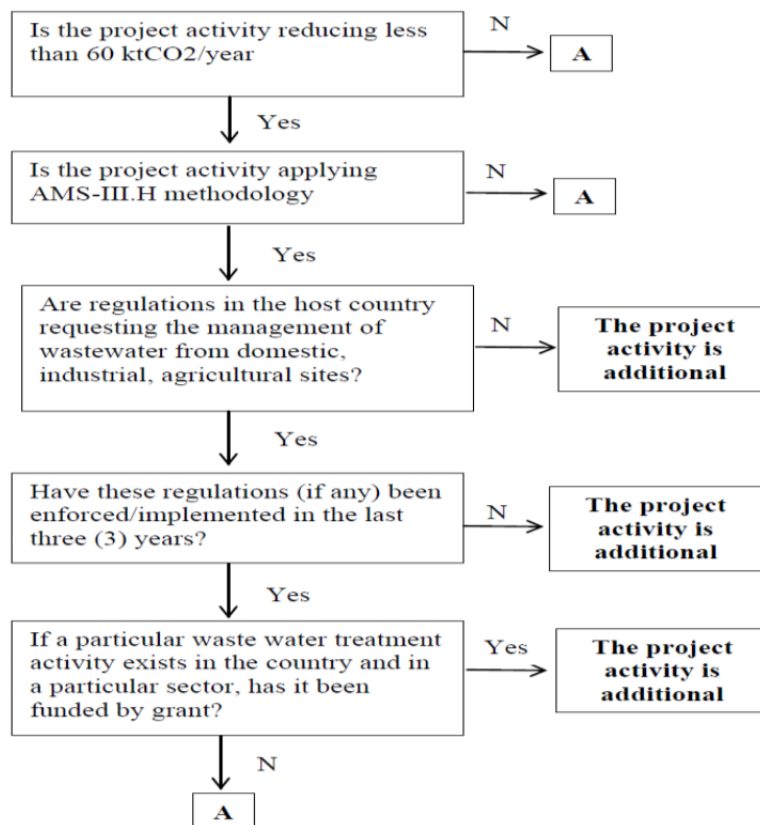 Is the project activity reducing less
than 60 ktCO2/year
N
A
Yes
Is the project activity applying
AMS-III.H methodology
N
A
Yes
Are regulations in the host country
requesting the management of
wastewater from domestic,
industrial, agricultural sites?
N
The project
activity is
additional
Yes
Have these regulations (if any) been
enforced/implemented in the last
three (3) years?
N
The project
activity is
additional
Yes
If a particular waste water treatment
activity exists in the country and in
a particular sector, has it been
funded by grant?
Yes
The project
activity is
additional
N
A